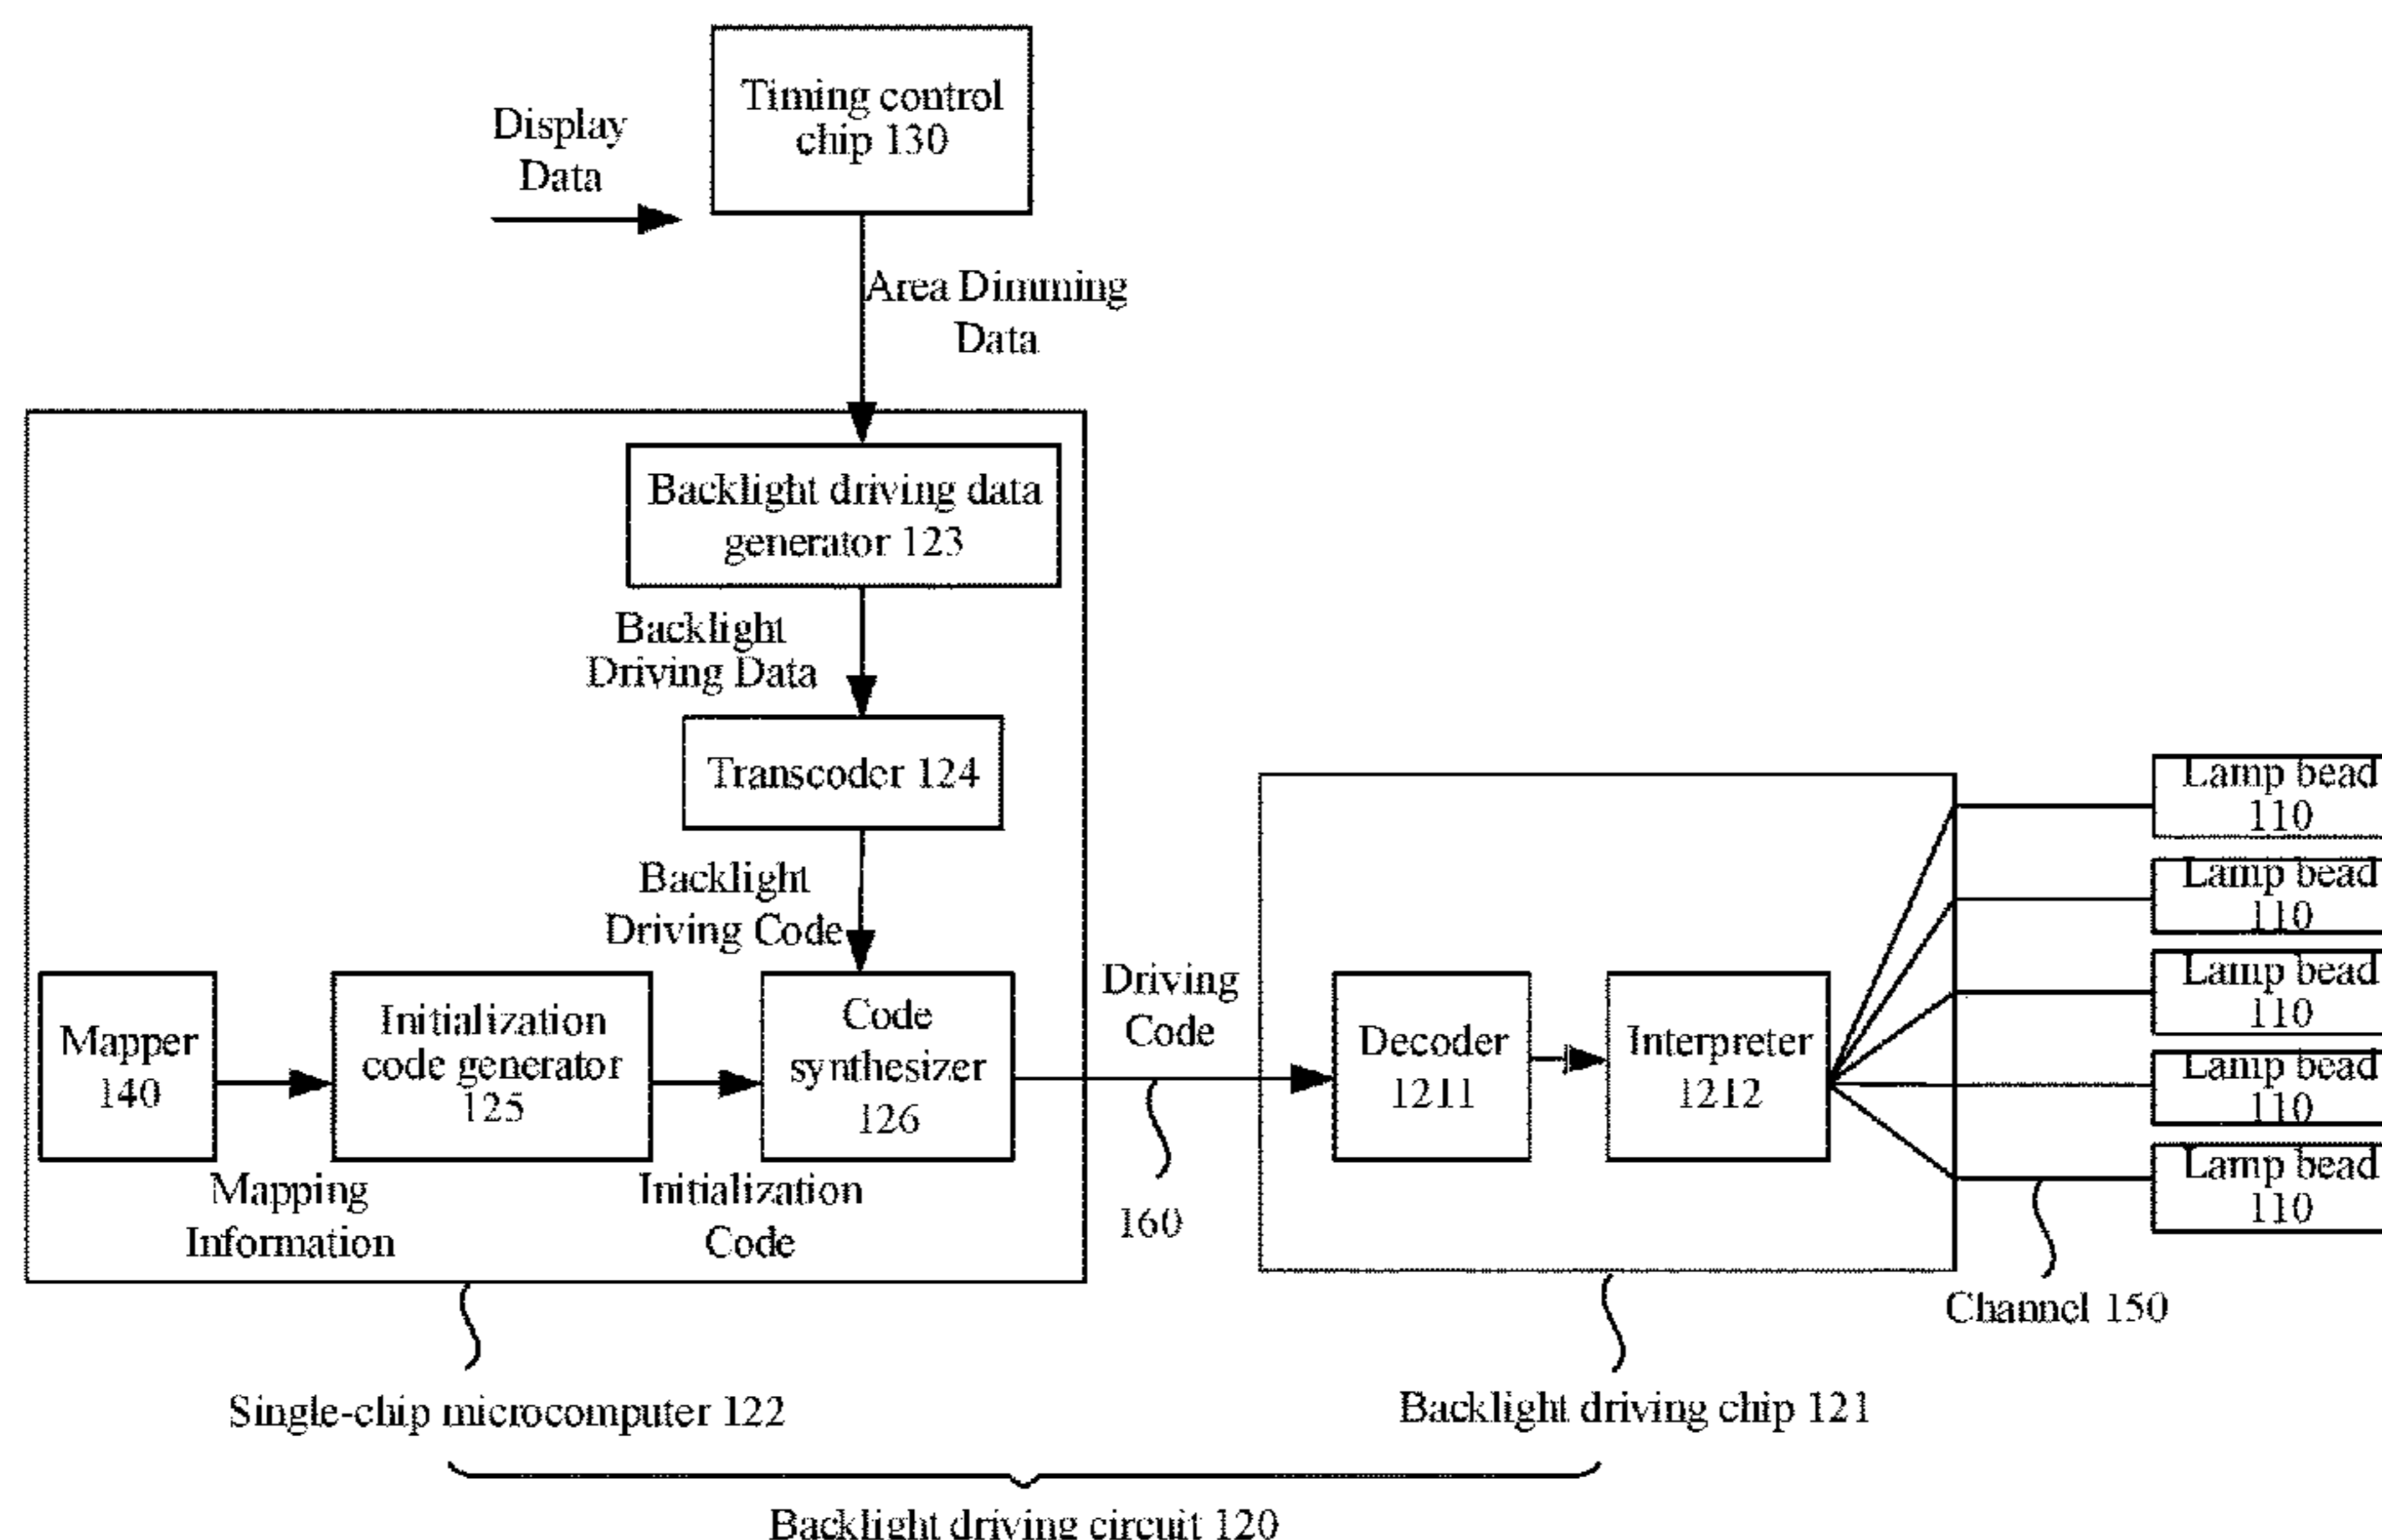 Timing control
chip 130
Display
Data
Area Dimming
Data
Backlight driving data
generator 123
Backlight
Driving Data
Transcoder 124
Backlight
Driving Code
Mapper
140
Initialization
code generator
125
Code
synthesizer
126
Mapping
Information
Initialization
Code
Driving
Code
160
Decoder
1211
Interpreter
1212
Lamp bead
110
Lamp bead
110
Lamp bead
110
Lamp bead
110
Lamp bead
110
Channel 150
Single-chip microcomputer 122
Backlight driving chip 121
Backlight driving circuit 120